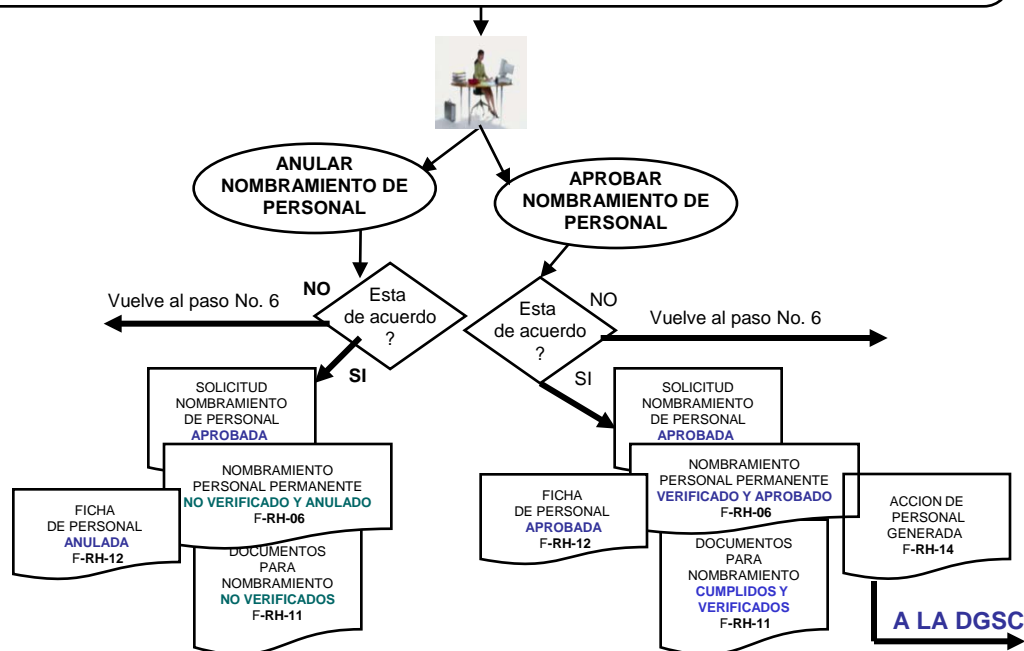 ANULAR
NOMBRAMIENTO DE
PERSONAL
APROBAR
NOMBRAMIENTO DE
PERSONAL
Vuelve al paso No. 6
NO
Esta
de acuerdo
?
SI
Esta
de acuerdo
?
NO
Vuelve al paso No. 6
SI
SOLICITUD
NOMBRAMIENTO
DE PERSONAL
APROBADA
NOMBRAMIENTO
PERSONAL PERMANENTE
NO VERIFICADO Y ANULADO
F-RH-06
FICHA
DE PERSONAL
ANULADA
F-RH-12
DOCUMENTOS
PARA
NOMBRAMIENTO
NO VERIFICADOS
F-RH-11
SOLICITUD
NOMBRAMIENTO
DE PERSONAL
APROBADA
NOMBRAMIENTO
PERSONAL PERMANENTE
VERIFICADO Y APROBADO
F-RH-06
FICHA
DE PERSONAL
APROBADA
F-RH-12
DOCUMENTOS
PARA
NOMBRAMIENTO
CUMPLIDOS Y
VERIFICADOS
F-RH-11
ACCION DE
PERSONAL
GENERADA
F-RH-14
A LA DGSC